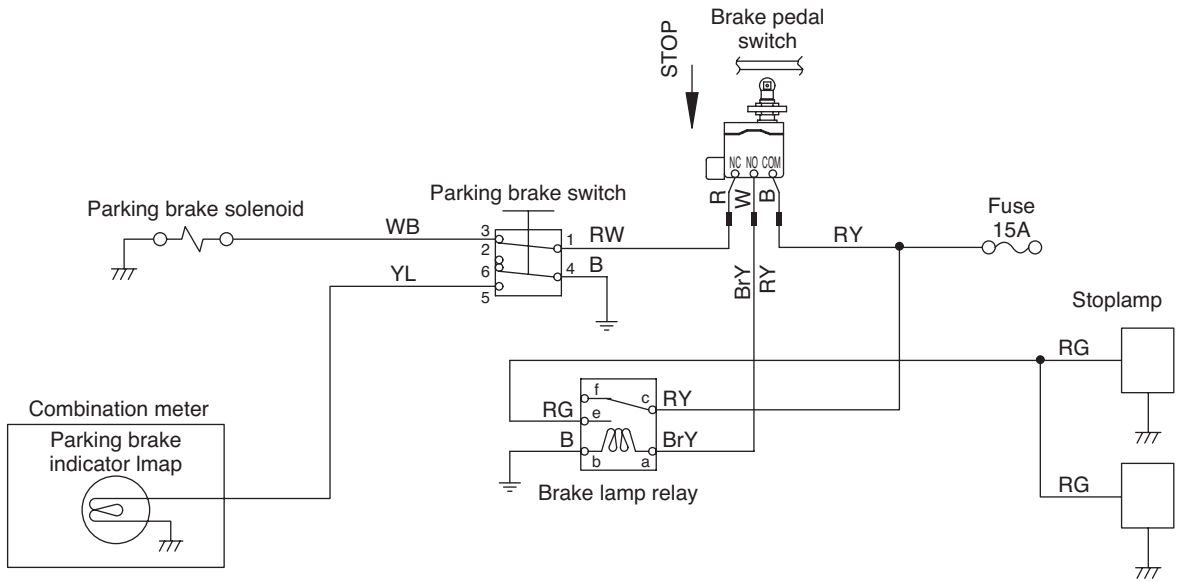 Brake pedal
switch
STOP
NC NO COM
R
W
B
Parking brake switch
Parking brake solenoid
WB
3
2
6
5
1
4
RW
B
YL
RY
Fuse
15A
BrY
RY
Stoplamp
RG
RG
f
e
c
b
a
RG
B
RY
BrY
Brake lamp relay
Combination meter
Parking brake
indicator lmap